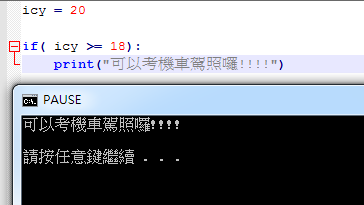 icy = 20
if( icy >= 18):
print("可以考機車駕照囉!!!!")
C:\. PAUSE
可以考機車駕照囉!!!!
請按任意鍵繼續 . . .